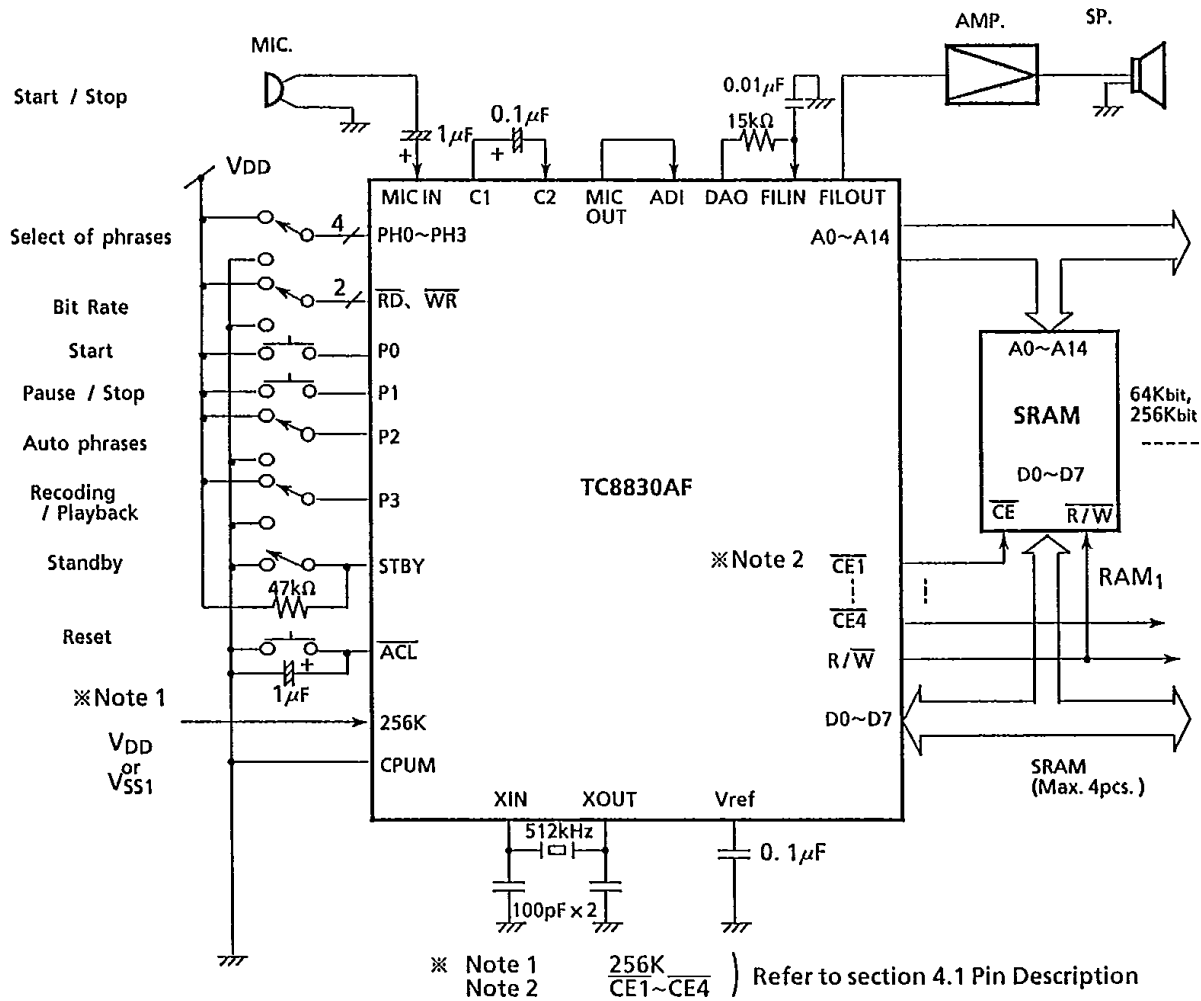 AMP.
SP.
MIC.
Start / Stop
0.01μF
0.1μF
15kΩ
1μF
+
+
VDD
MIC IN
C1
C2
MIC
OUT
ADI
DAO
FILIN
FILOUT
Select of phrases
4
PH0~PH3
A0~A14
Bit Rate
2
RD、WR
Start
P0
A0~A14
Pause / Stop
P1
SRAM
64Kbit,
256Kbit
Auto phrases
P2
D0~D7
Recoding
/ Playback
P3
TC8830AF
CE
R/W
Standby
STBY
※Note 2
CE1
RAM1
47kΩ
CE4
Reset
ACL
+
1μF
R/W
※Note 1
256K
D0~D7
VDD
or
VSS1
CPUM
SRAM
(Max. 4pcs. )
XIN
XOUT
Vref
512kHz
0. 1μF
100pF×2
※ Note 1 256K
Note 2 CE1~CE4 ) Refer to section 4.1 Pin Description